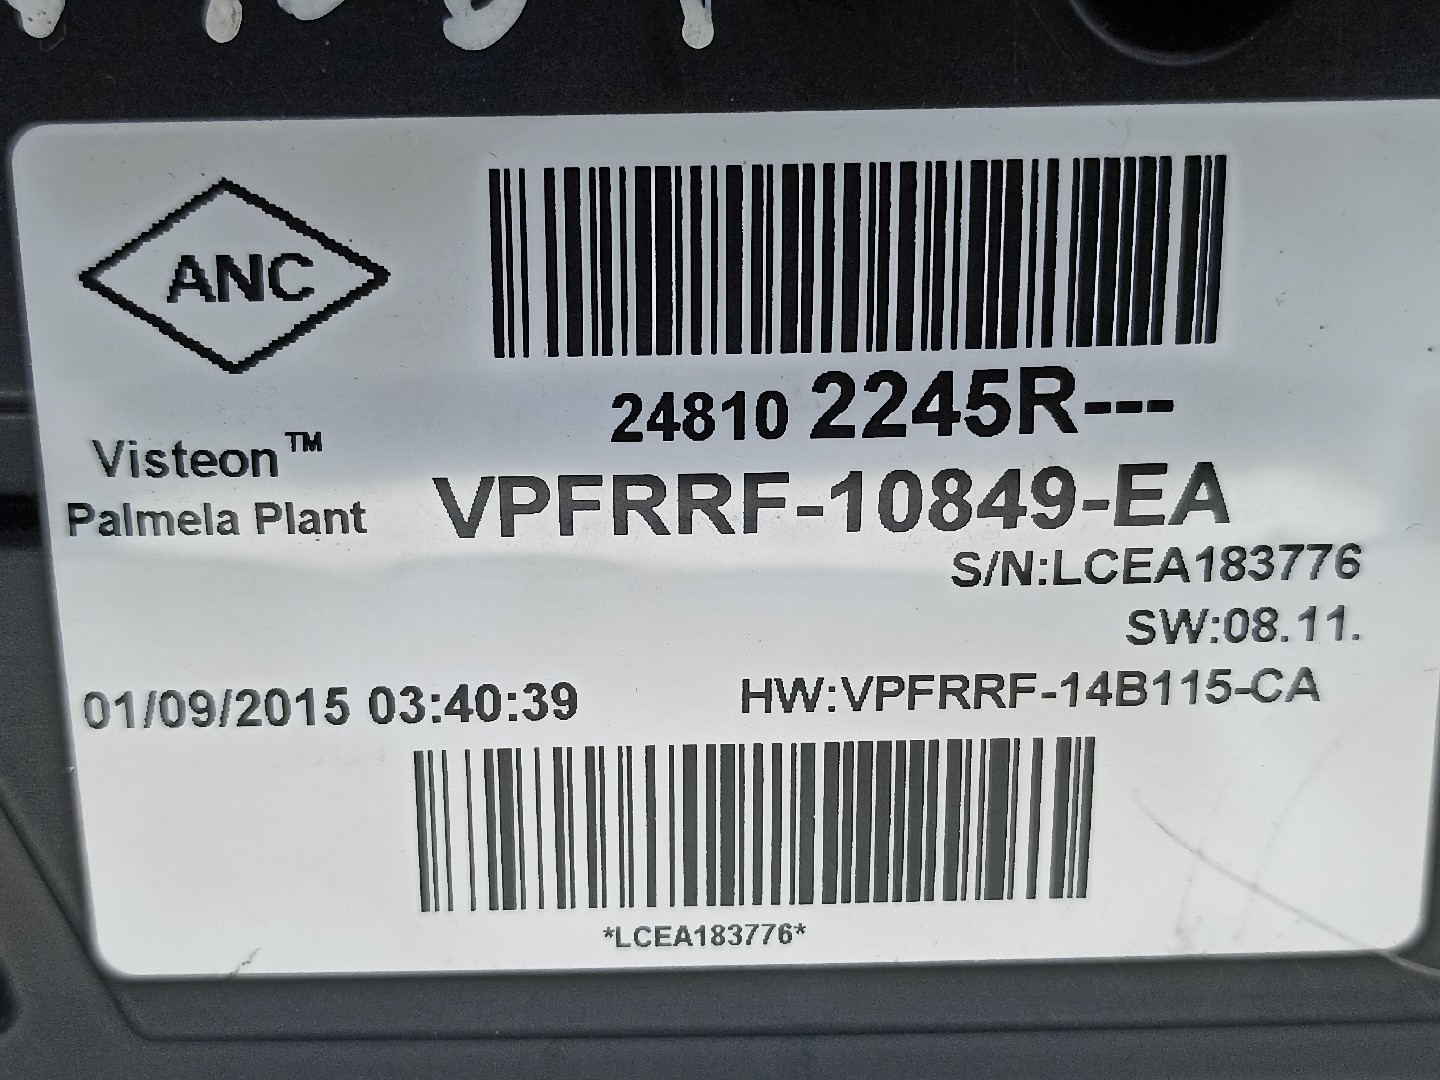 ANC
24810 2245R---
Visteon™
Palmela Plant
VPFRRF-10849-EA
S/N:LCEA183776
SW:08.11.
01/09/2015 03:40:39
HW:VPFRRF-14B115-CA
*LCEA183776*